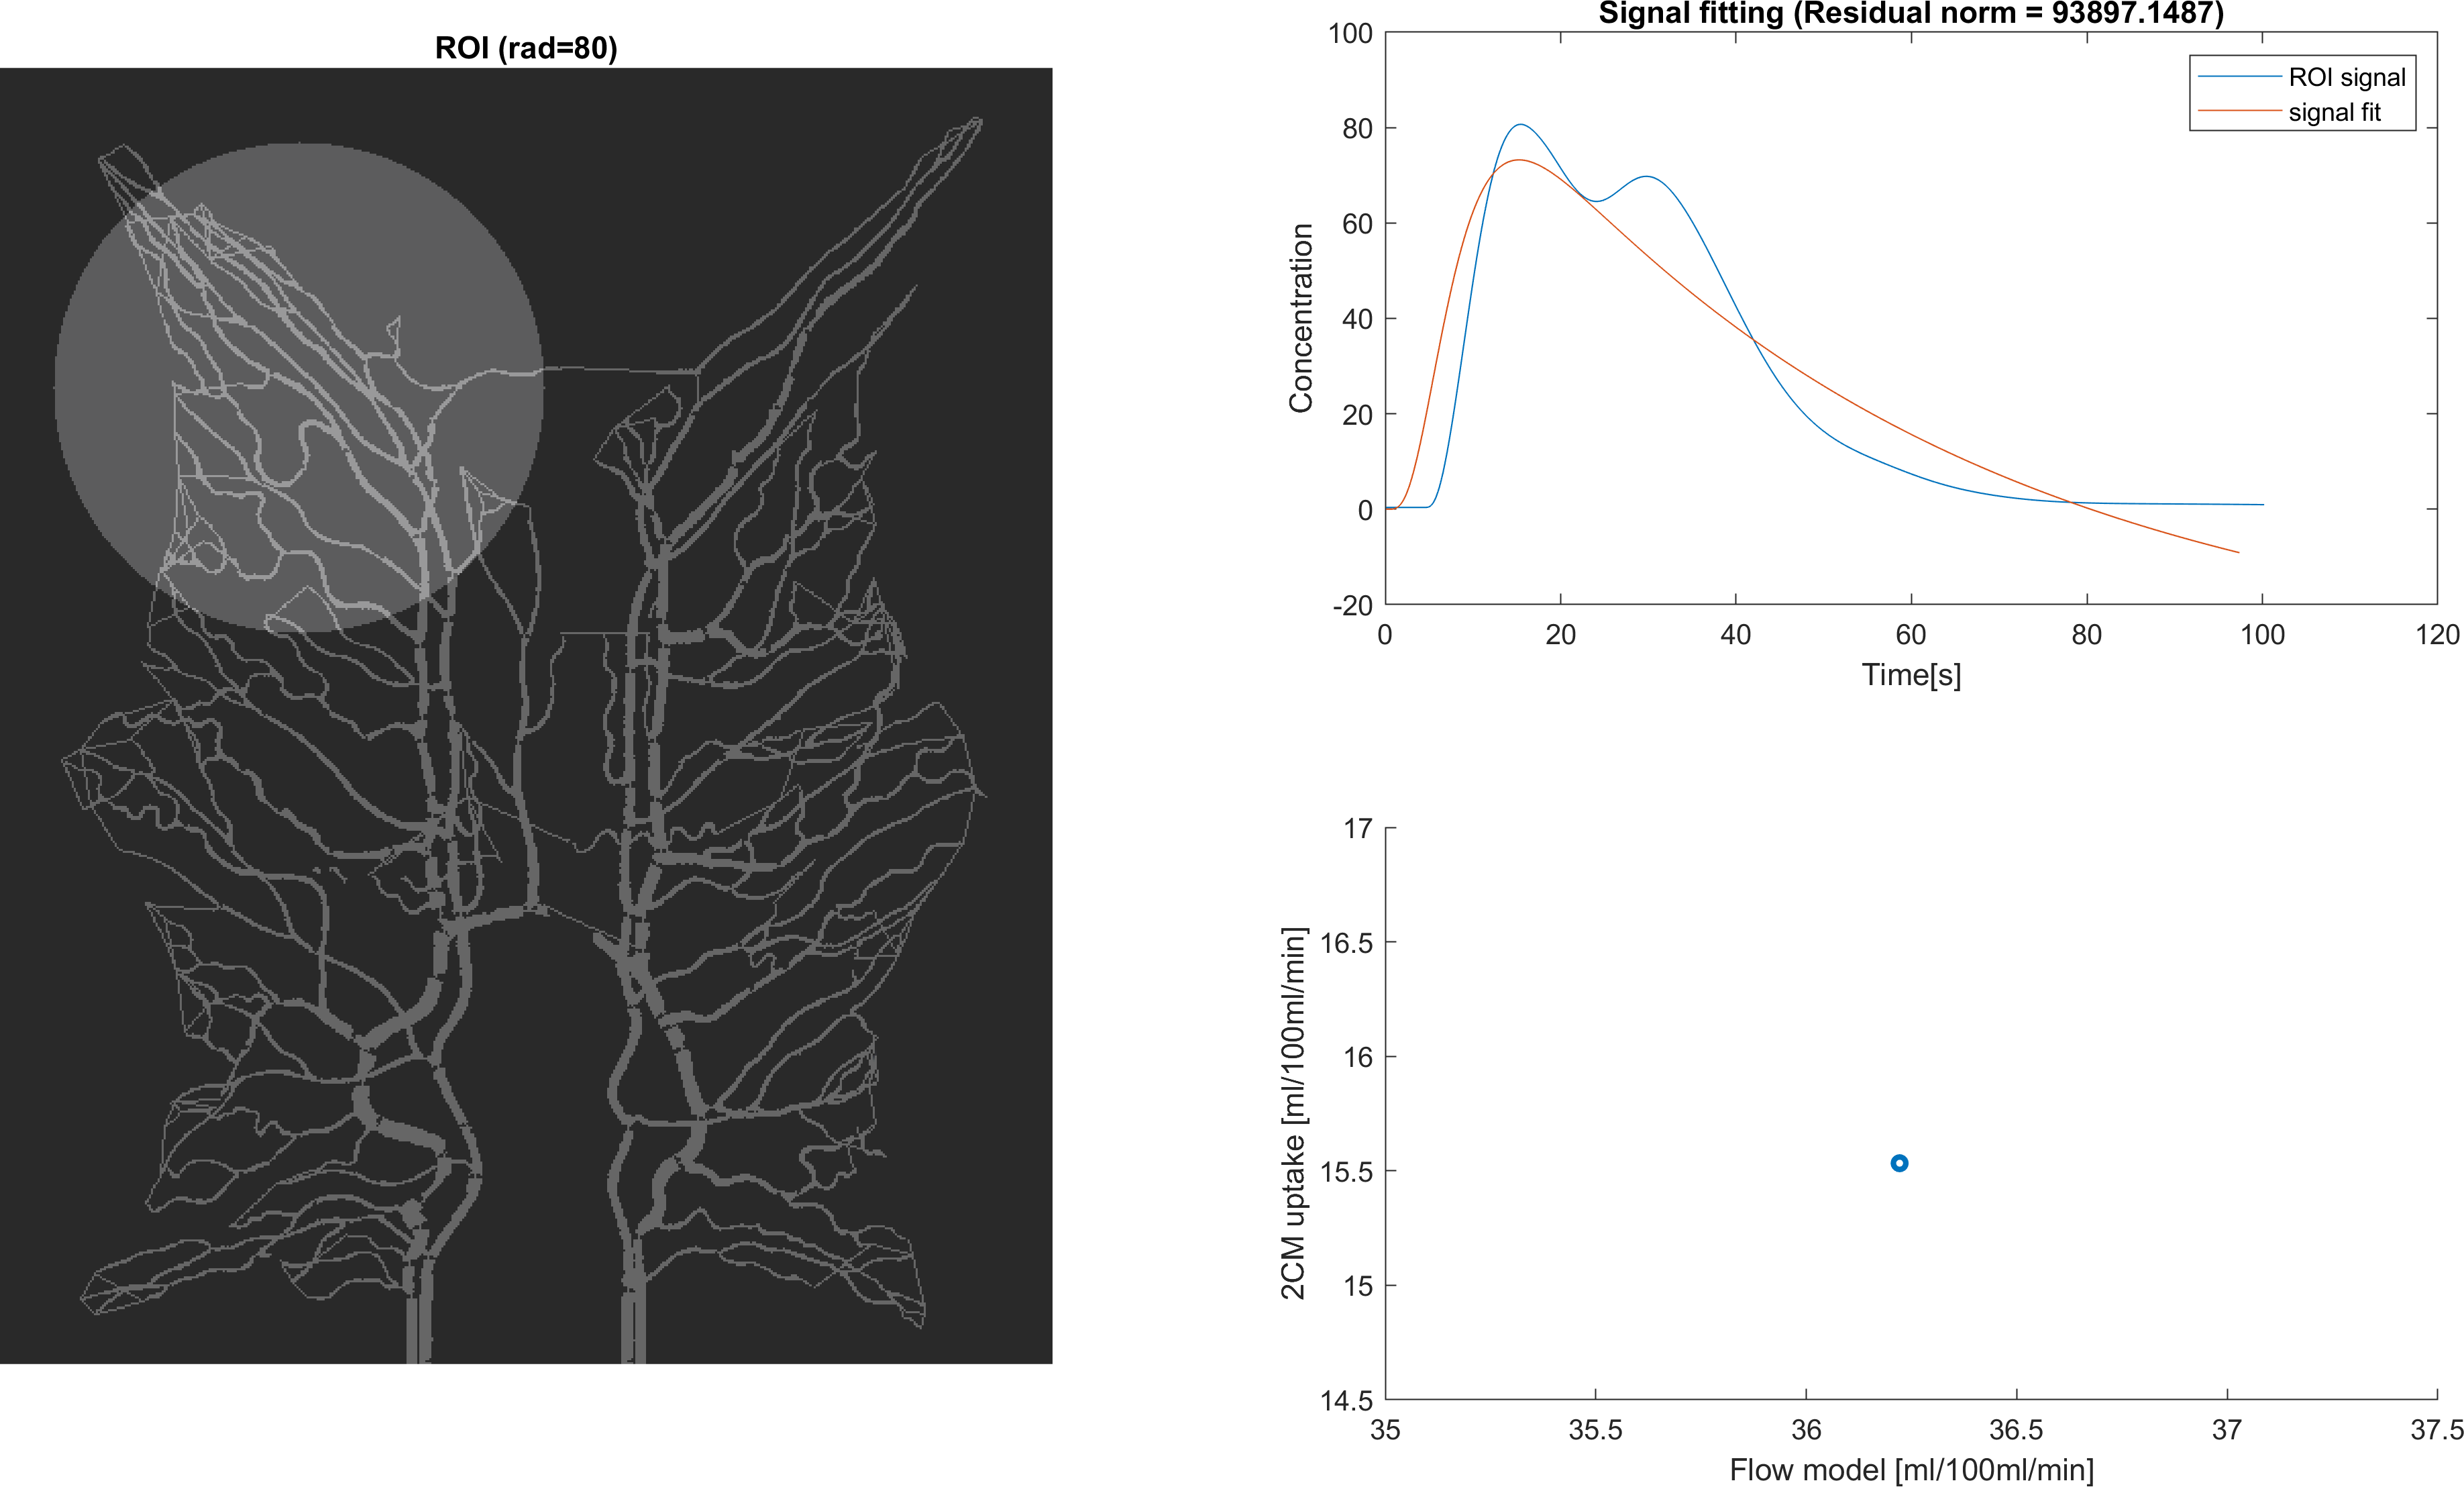 ROI (rad=80)
Signal fitting (Residual norm = 93897.1487)
100
80
60
40
20
0
-20
Concentration
ROI signal
signal fit
0 20 40 60 80 100 120
Time[s]
17
16.5
16
15.5
15
14.5
2CM uptake [ml/100ml/min]
35 35.5 36 36.5 37 37.5
Flow model [ml/100ml/min]